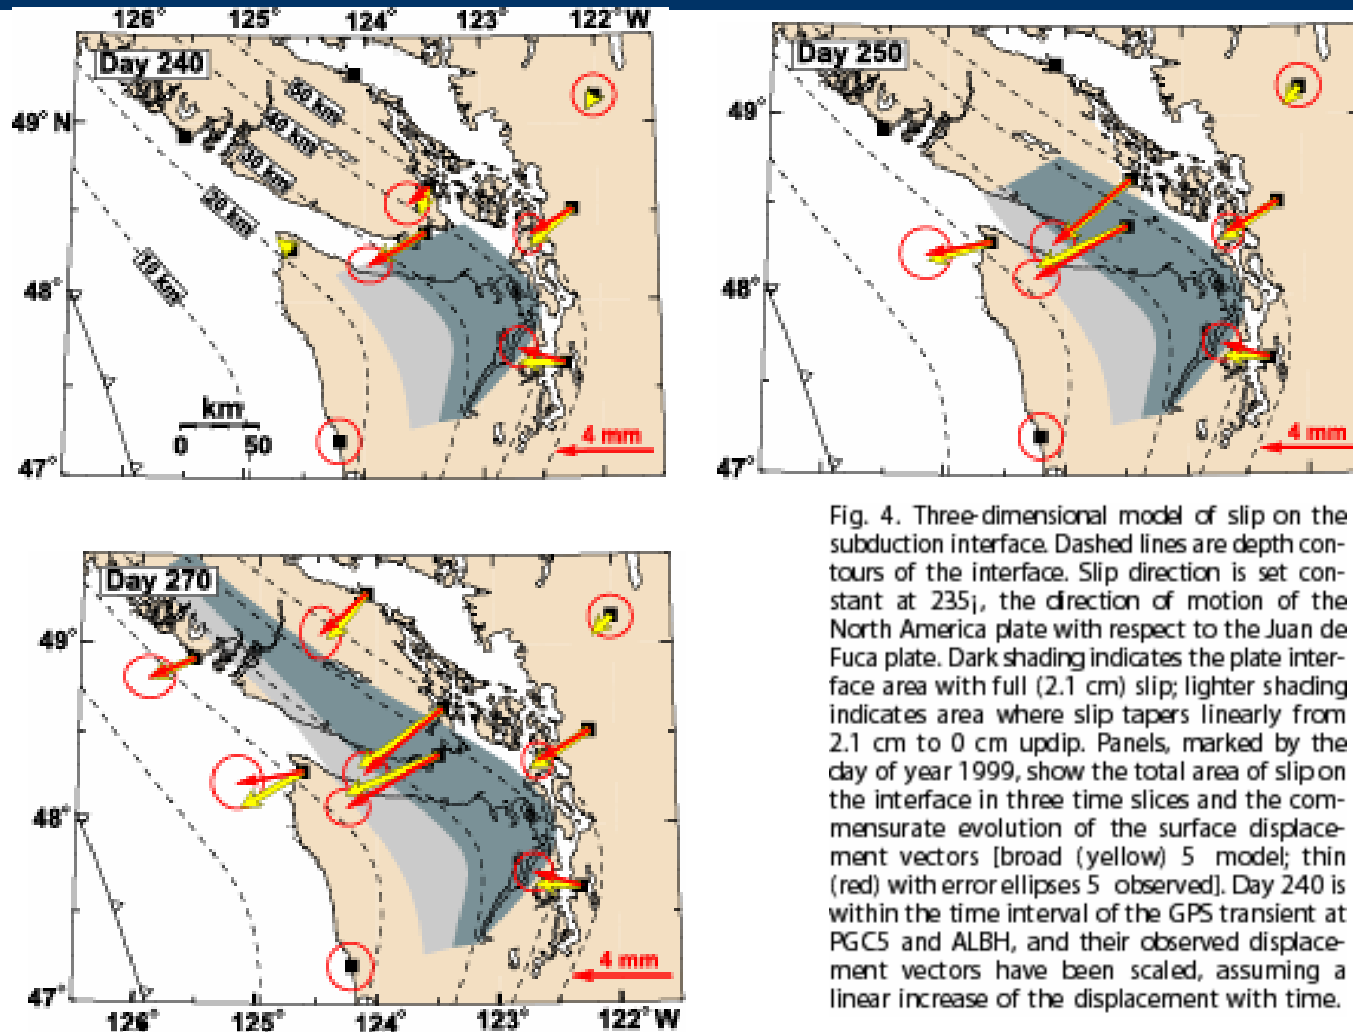 126° 125° 124° 123° 122° W
Day 240
50 km
40 km
30 km
20 km
10 km
49° N
48°
47°
km
0 50
4 mm
Day 250
49°
48°
47°
4 mm
Day 270
49°
48°
47°
4 mm
126° 125° 124° 123° 122° W
Fig. 4. Three-dimensional model of slip on the
subduction interface. Dashed lines are depth con-
tours of the interface. Slip direction is set con-
stant at 235¡, the direction of motion of the
North America plate with respect to the Juan de
Fuca plate. Dark shading indicates the plate inter-
face area with full (2.1 cm) slip; lighter shading
indicates area where slip tapers linearly from
2.1 cm to 0 cm updip. Panels, marked by the
day of year 1999, show the total area of slip on
the interface in three time slices and the com-
mensurate evolution of the surface displace-
ment vectors [broad (yellow) 5 model; thin
(red) with error ellipses 5 observed]. Day 240 is
within the time interval of the GPS transient at
PGC5 and ALBH, and their observed displace-
ment vectors have been scaled, assuming a
linear increase of the displacement with time.